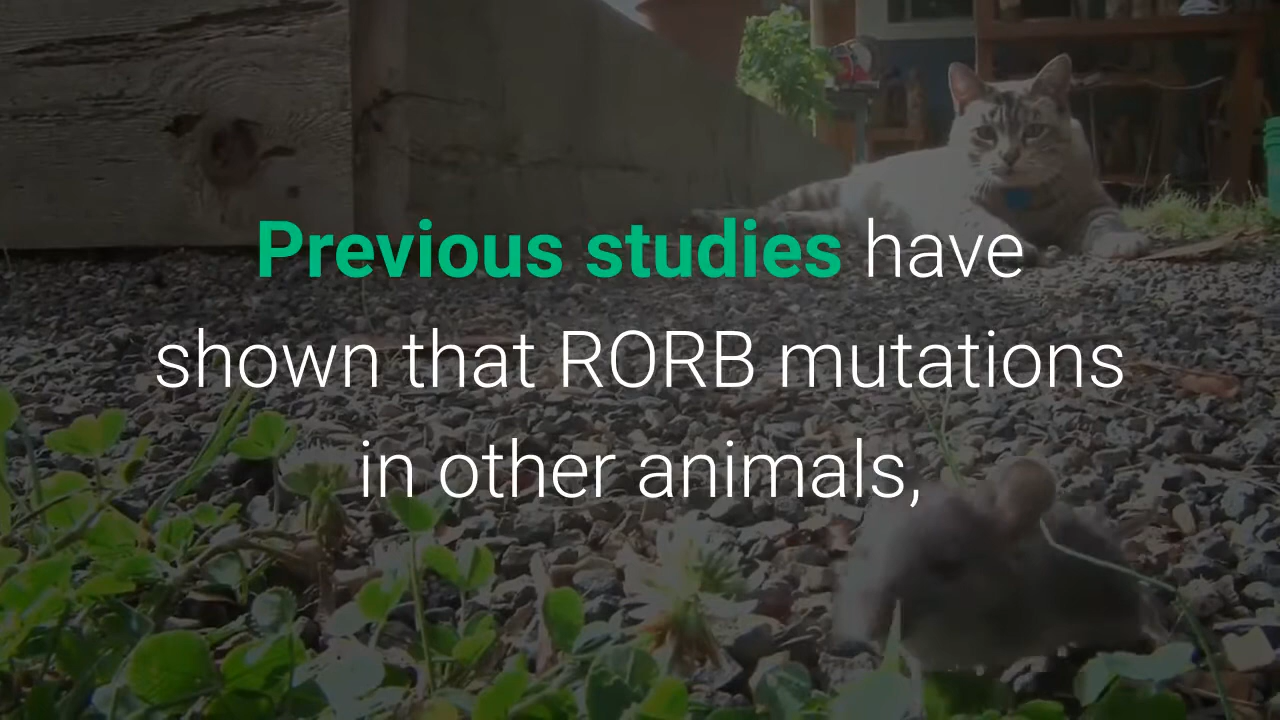 Previous studies have
shown that RORB mutations
in other animals,